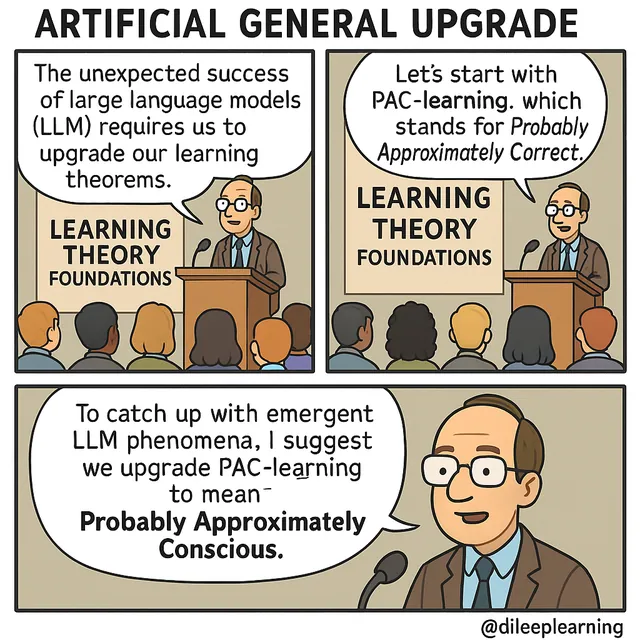 ARTIFICIAL GENERAL UPGRADE
The unexpected success
of large language models
(LLM) requires us to
upgrade our learning
theorems.
LEARNING
THEORY
FOUNDATIONS
Let's start with
PAC-learning. which
stands for Probably
Approximately Correct.
LEARNING
THEORY
FOUNDATIONS
To catch up with emergent
LLM phenomena, I suggest
we upgrade PAC-learning
to mean-
Probably Approximately
Conscious.
@dileeplearning